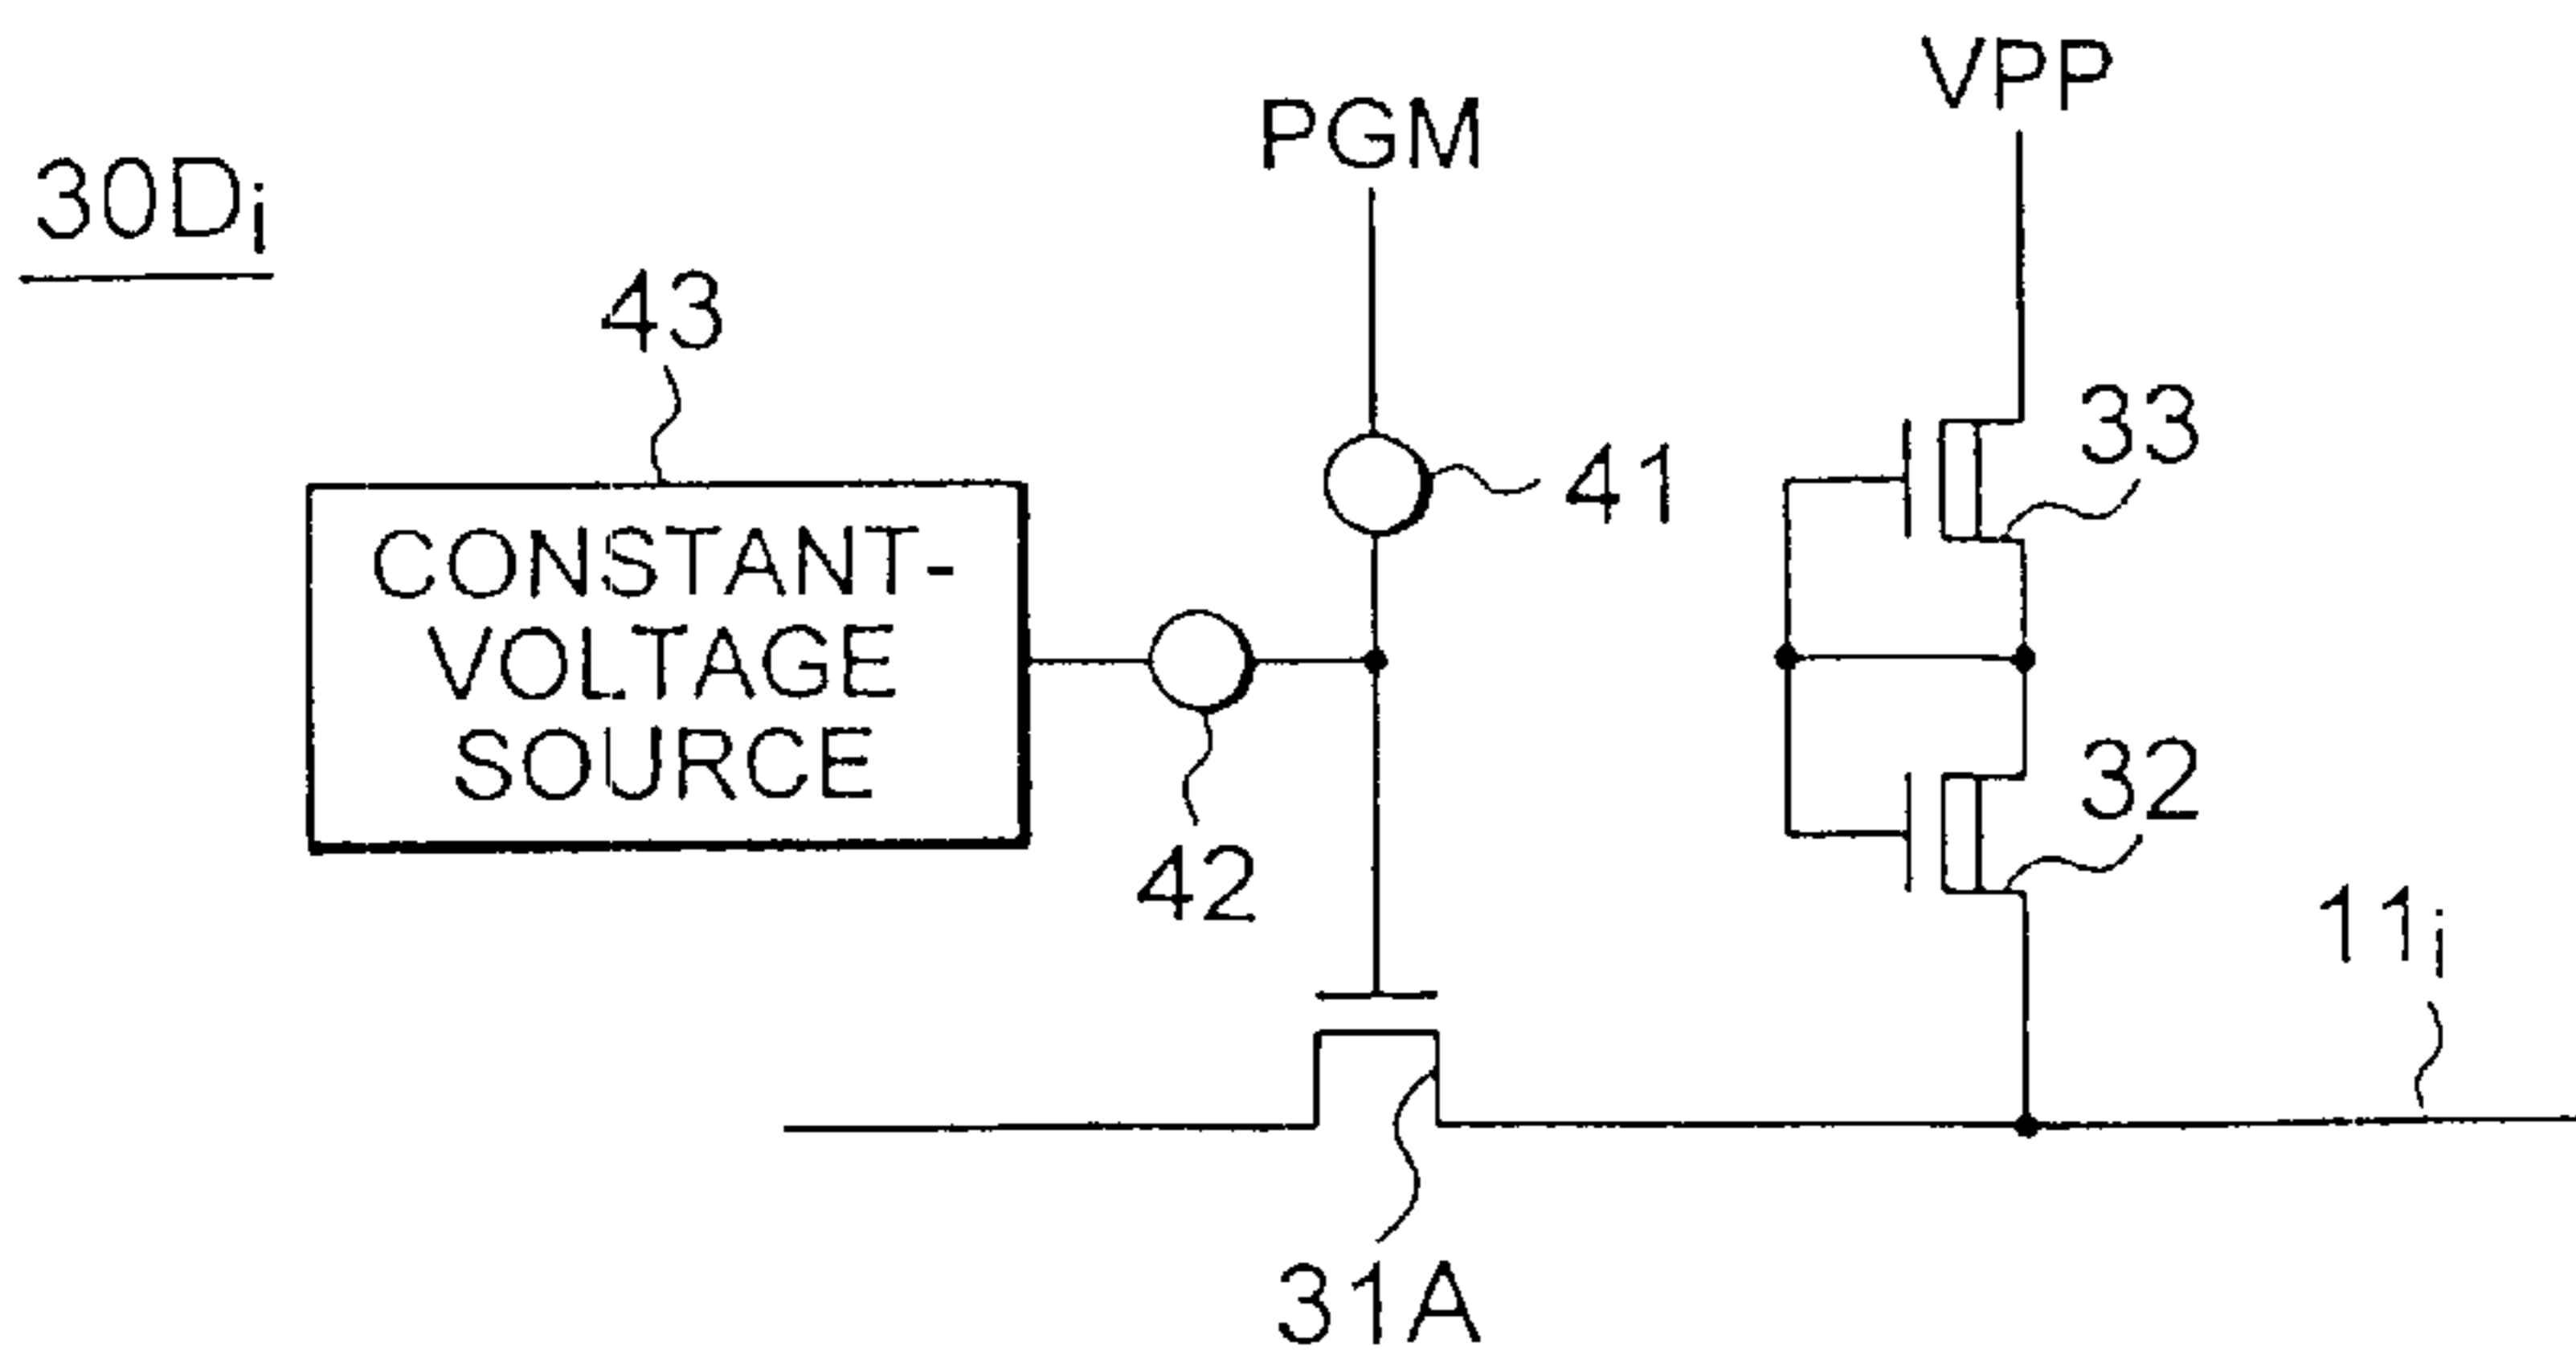 30Di
PGM
VPP
43
41
33
CONSTANT-
VOLTAGE
SOURCE
42
32
11i
31A